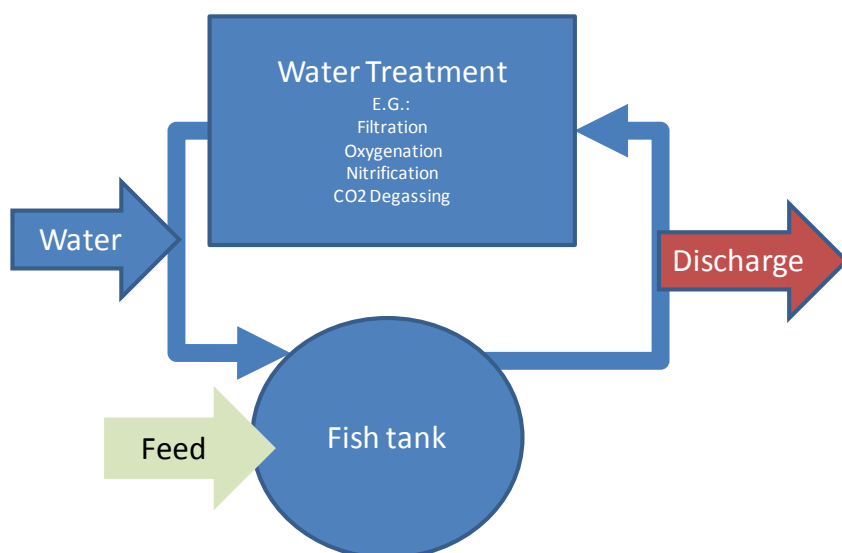 Water Treatment
E.G.:
Filtration
Oxygenation
Nitrification
CO2 Degassing
Water
Discharge
Fish tank
Feed